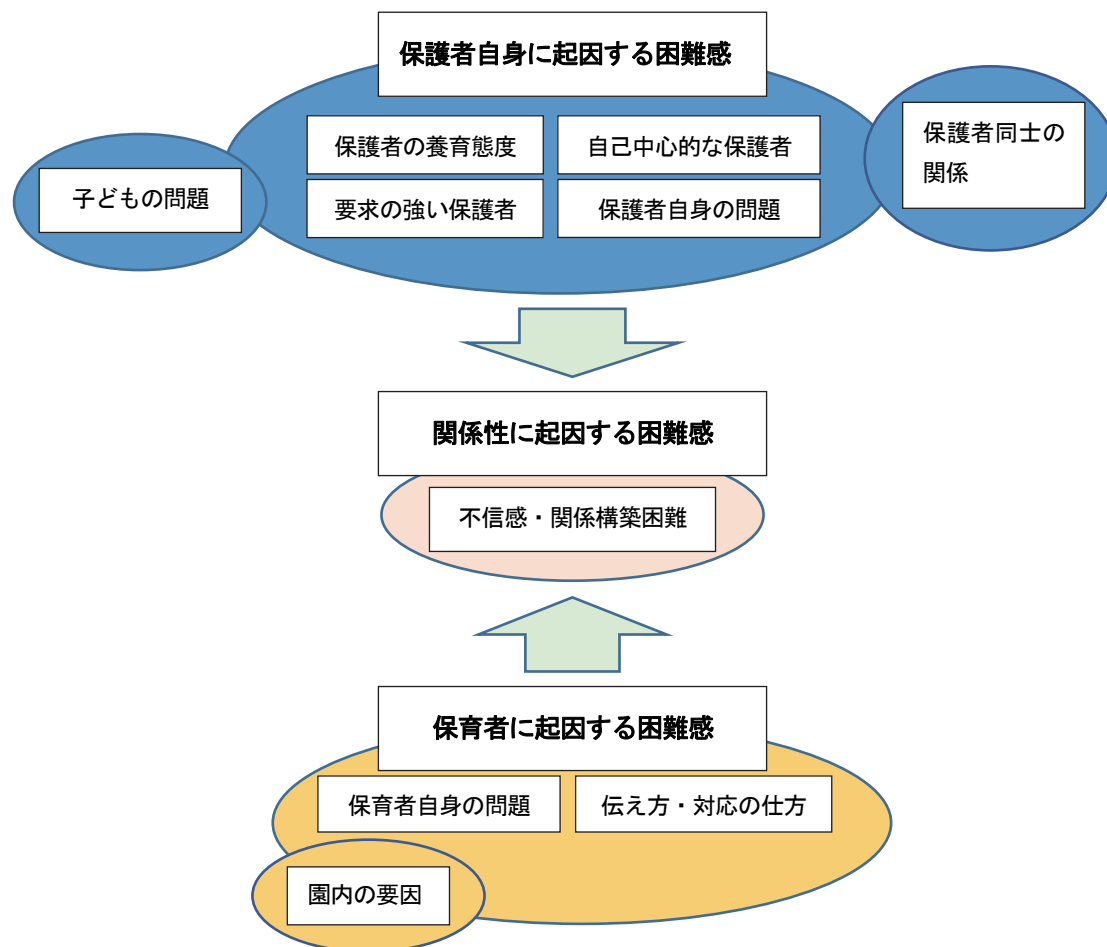 保護者自身に起因する困難感
保護者の養育態度
自己中心的な保護者
保護者同士の
関係
子どもの問題
要求の強い保護者
保護者自身の問題
関係性に起因する困難感
不信感・関係構築困難
保育者に起因する困難感
保育者自身の問題
伝え方・対応の仕方
園内の要因